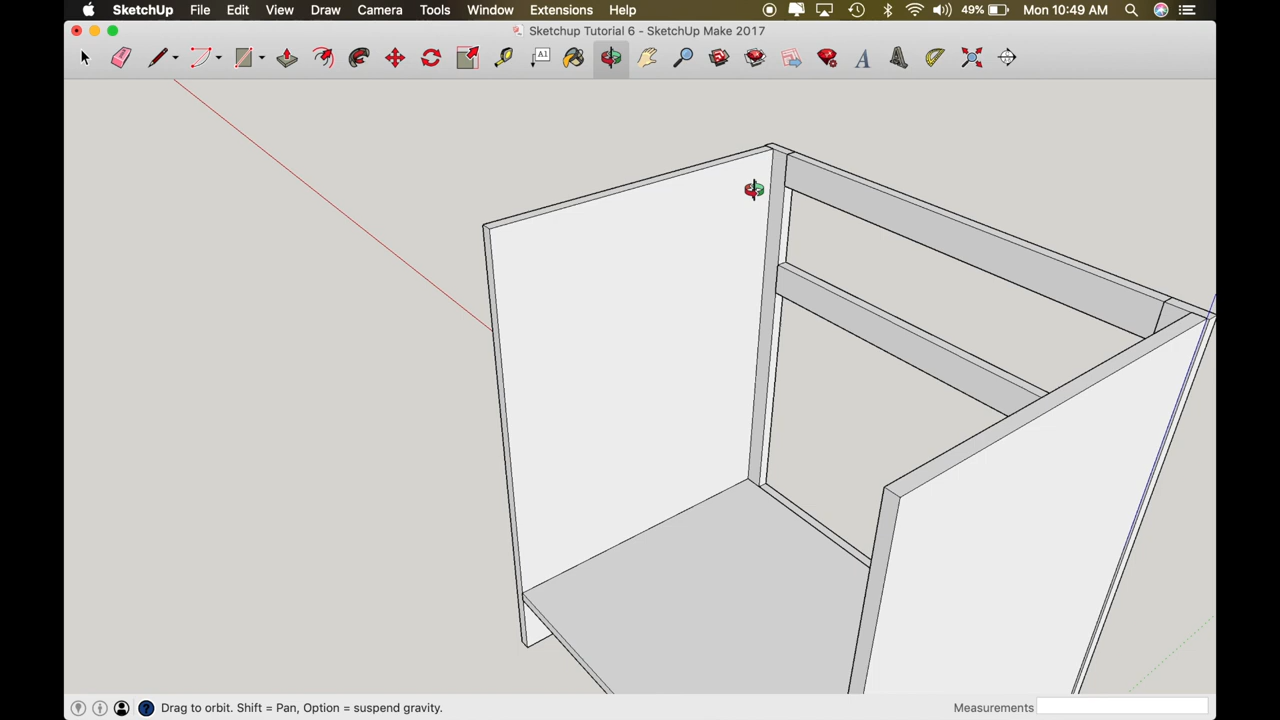 SketchUp File Edit View Draw Camera Tools Window Extensions Help 49% Mon 10:49 AM
Sketchup Tutorial 6 - SketchUp Make 2017
A1 A A
Drag to orbit. Shift = Pan, Option = suspend gravity. Measurements